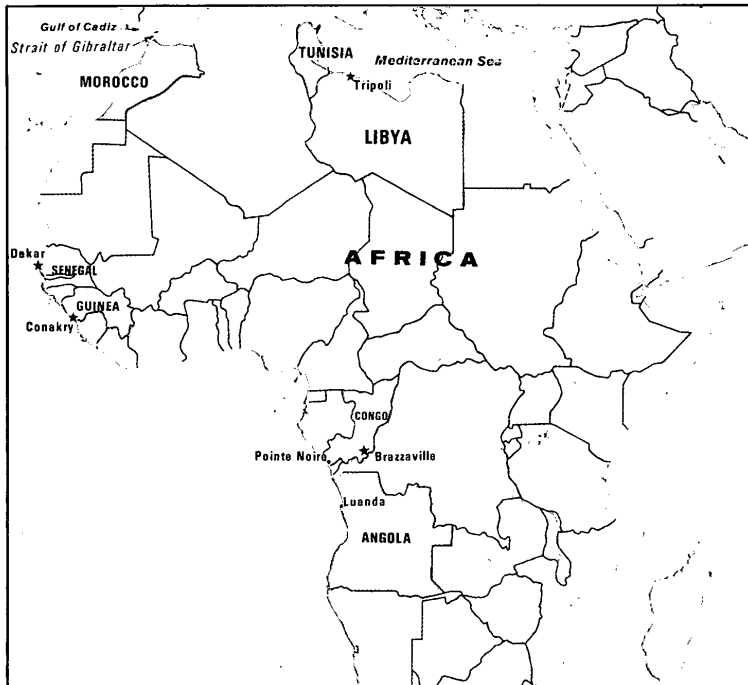 Gulf of Cadiz
Strait of Gibraltar
TUNISIA
Mediterranean Sea
MOROCCO
Tripoli
LIBYA
Dakar
AFRICA
SENEGAL
GUINEA
Conakry
CONGO
Pointe Noire
Brazzaville
Luanda
ANGOLA